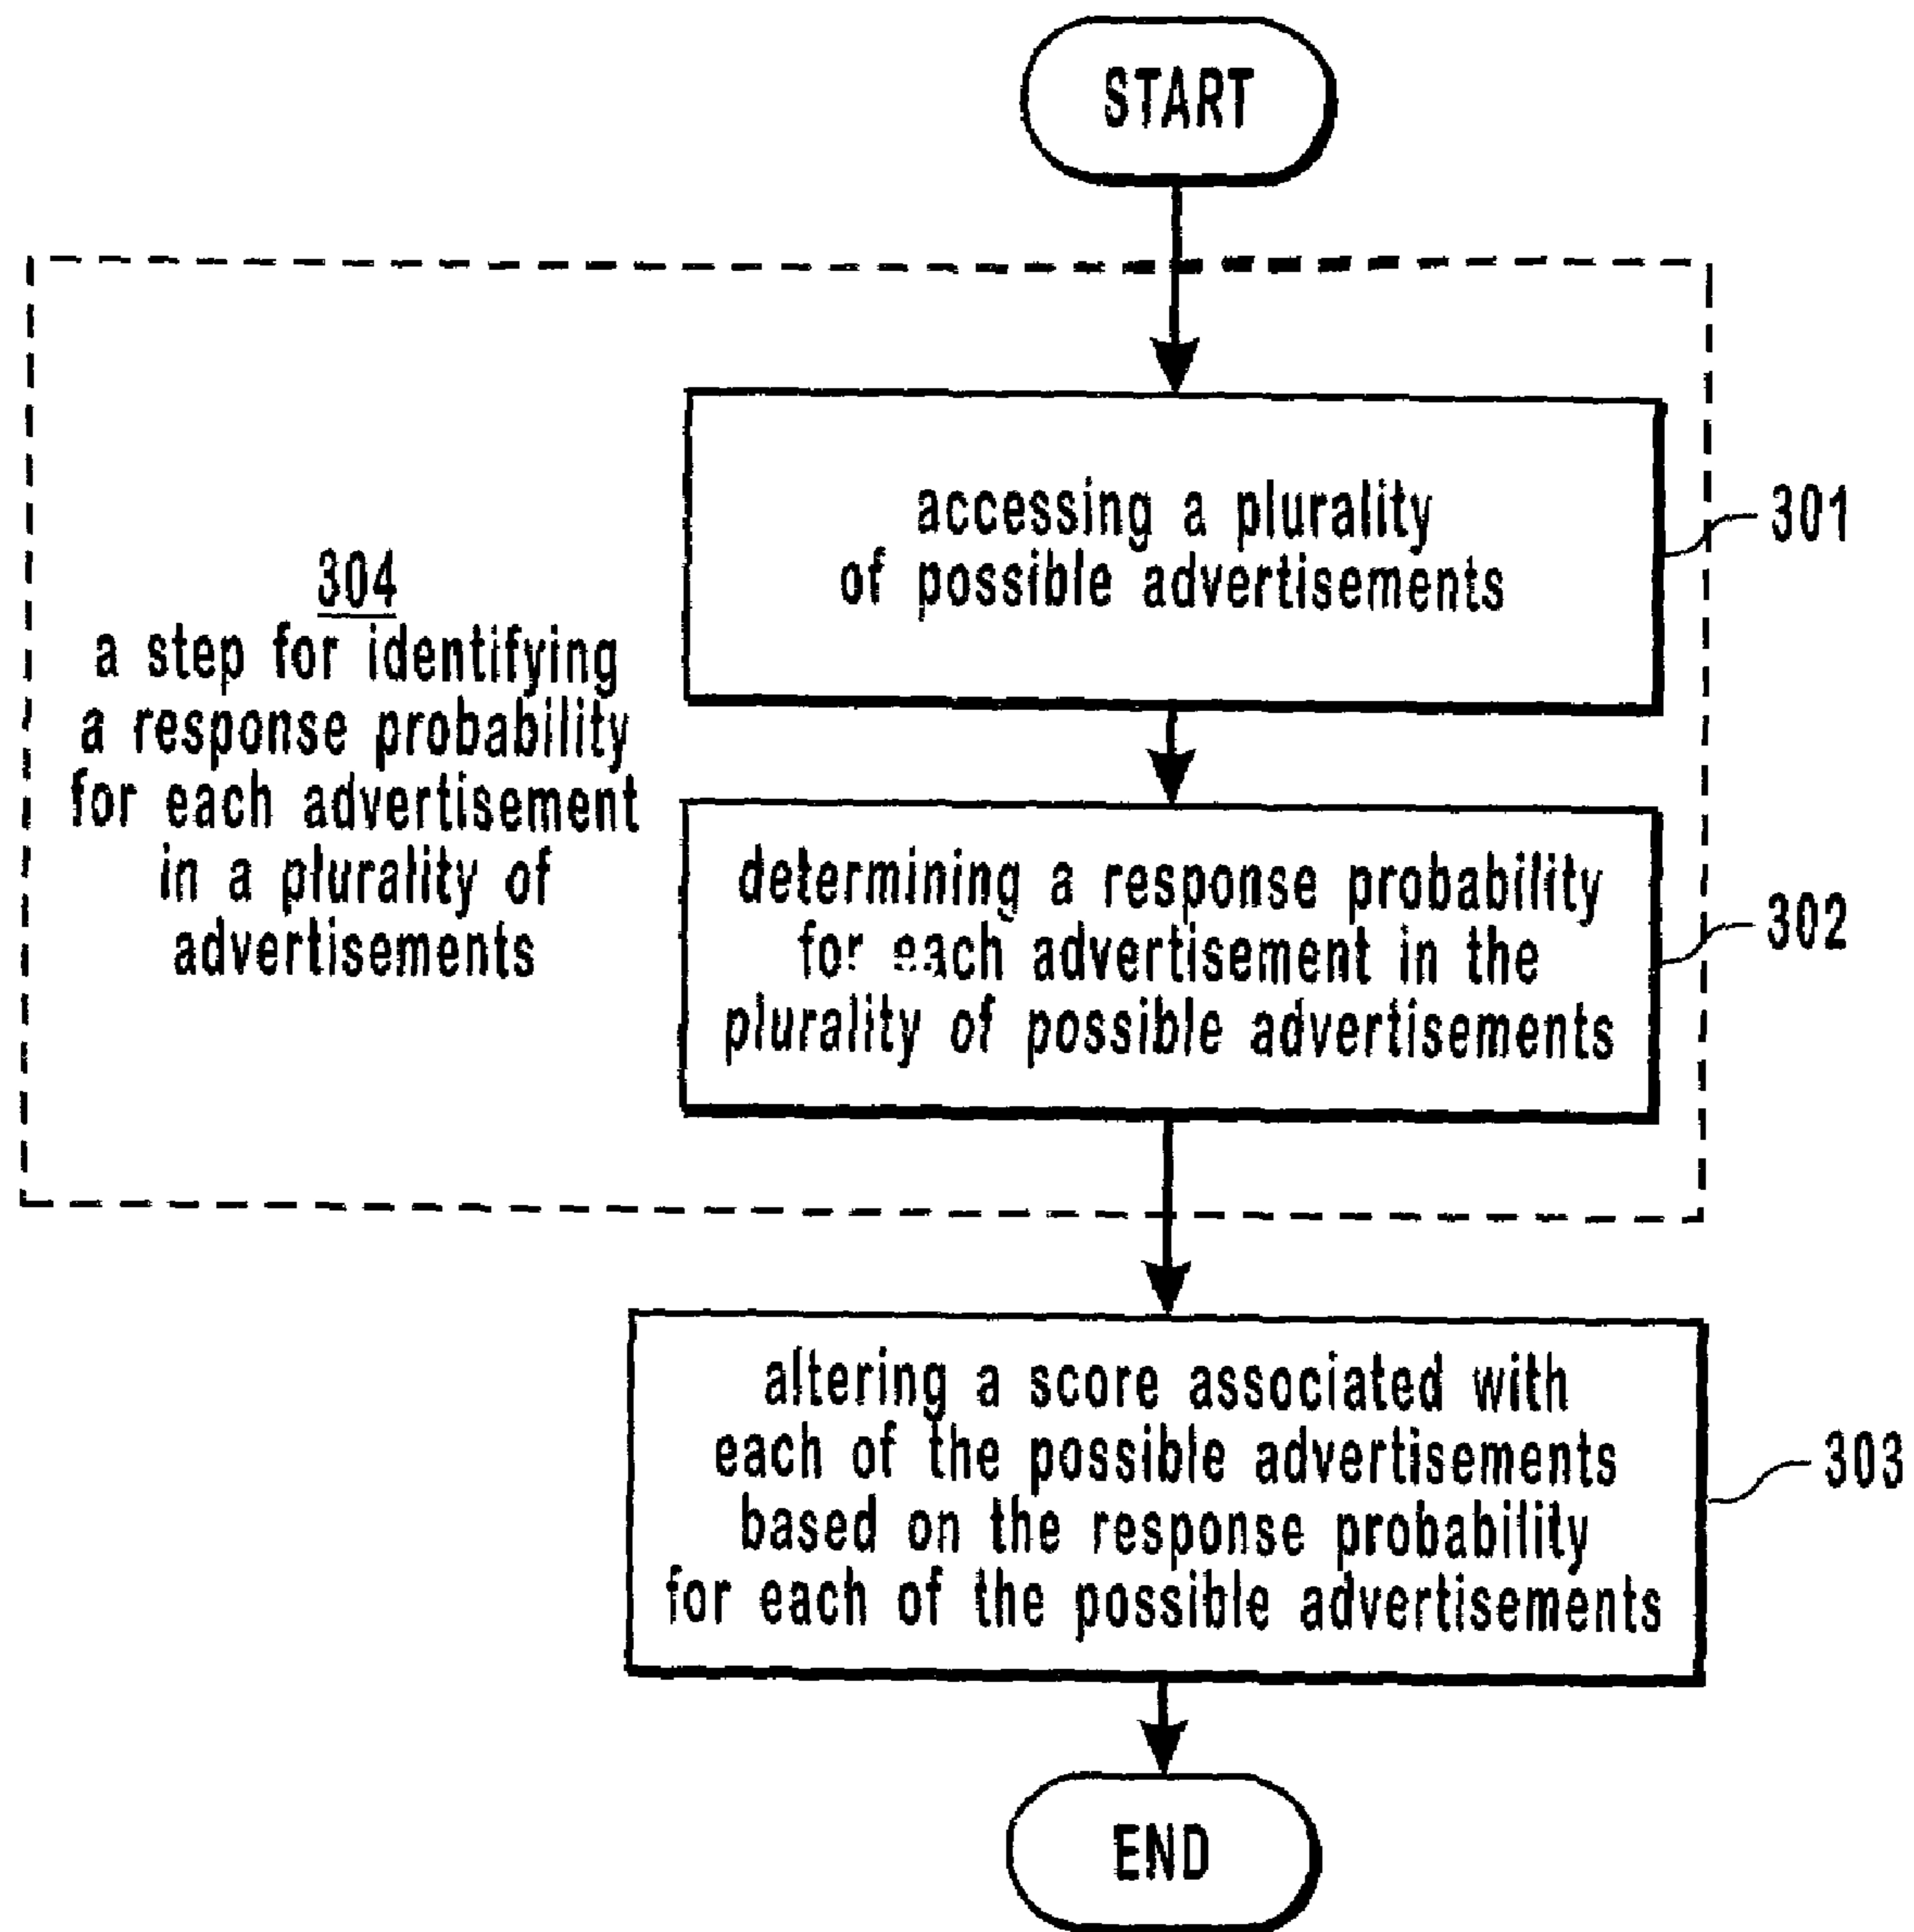 START
304
a step for identifying
a response probability
for each advertisement
in a plurality of
advertisements
accessing a plurality
of possible advertisements
301
determining a response probability
for each advertisement in the
plurality of possible advertisements
302
altering a score associated with
each of the possible advertisements
based on the response probability
for each of the possible advertisements
303
END